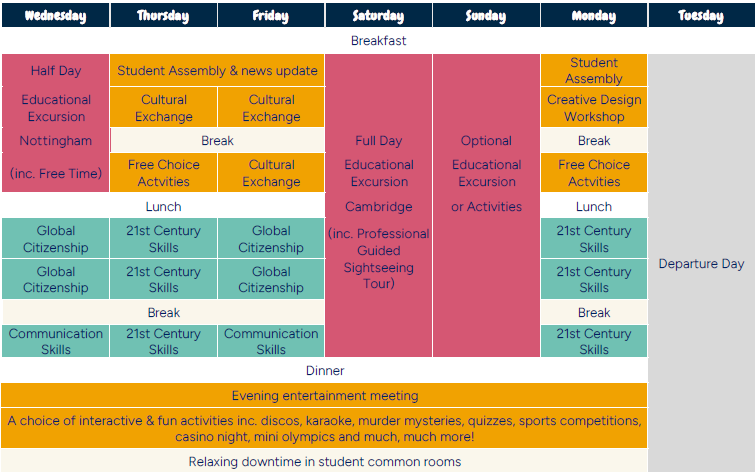 Wednesday Thursday Friday Saturday Sunday Monday Tuesday
Breakfast
Half Day
Student Assembly & news update
Student
Assembly
Educational
Excursion
Cultural
Exchange
Cultural
Exchange
Creative Design
Workshop
Nottingham
Break
Full Day
Optional
Break
(inc. Free Time)
Free Choice
Actvities
Cultural
Exchange
Educational
Excursion
Educational
Excursion
Free Choice
Actvities
Lunch
Cambridge
or Activities
Lunch
Global
Citizenship
21st Century
Skills
Global
Citizenship
(inc. Professional
Guided
Sightseeing
Tour)
21st Century
Skills
Global
Citizenship
21st Century
Skills
Global
Citizenship
21st Century
Skills
Departure Day
Break
Break
Communication
Skills
21st Century
Skills
Communication
Skills
21st Century
Skills
Dinner
Evening entertainment meeting
A choice of interactive & fun activities inc. discos, karaoke, murder mysteries, quizzes, sports competitions,
casino night, mini olympics and much, much more!
Relaxing downtime in student common rooms